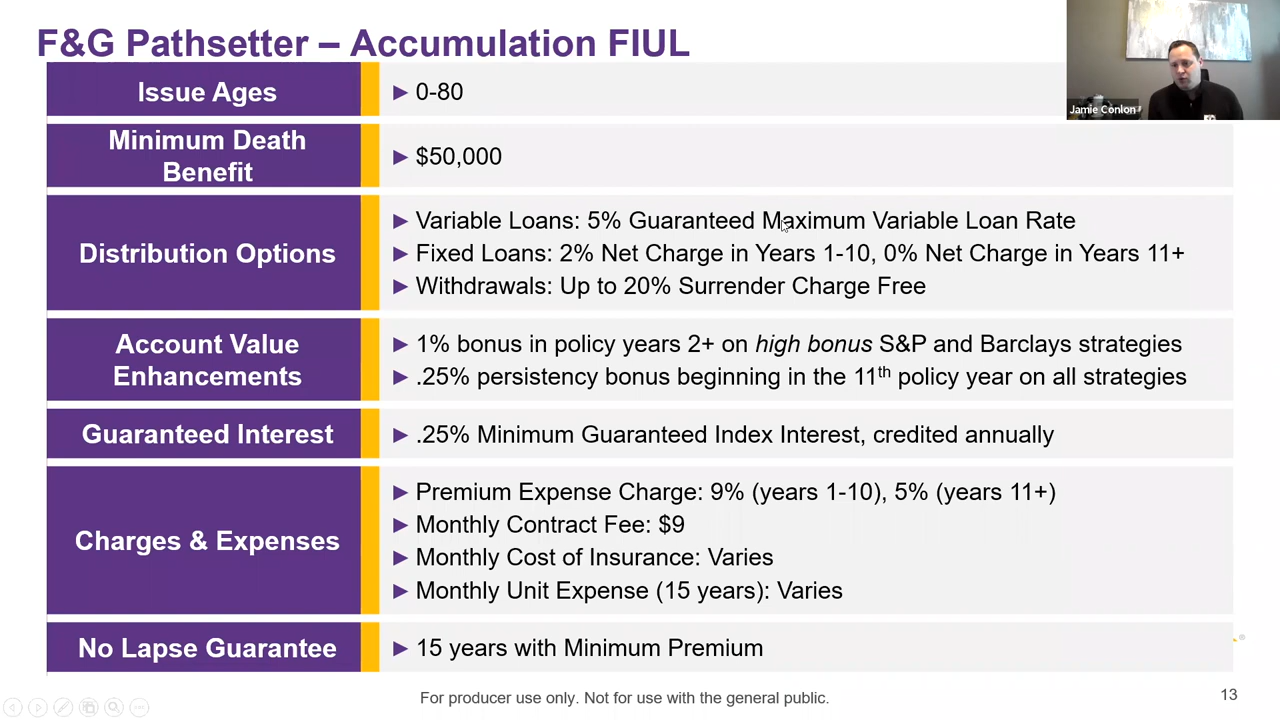 F&G Pathsetter – Accumulation FIUL
Jamie Conlon
Issue Ages
► 0-80
Minimum Death
Benefit
► $50,000
Distribution Options
► Variable Loans: 5% Guaranteed Maximum Variable Loan Rate
► Fixed Loans: 2% Net Charge in Years 1-10, 0% Net Charge in Years 11+
► Withdrawals: Up to 20% Surrender Charge Free
Account Value
Enhancements
► 1% bonus in policy years 2+ on high bonus S&P and Barclays strategies
► .25% persistency bonus beginning in the 11th policy year on all strategies
Guaranteed Interest
► .25% Minimum Guaranteed Index Interest, credited annually
Charges & Expenses
► Premium Expense Charge: 9% (years 1-10), 5% (years 11+)
► Monthly Contract Fee: $9
► Monthly Cost of Insurance: Varies
► Monthly Unit Expense (15 years): Varies
No Lapse Guarantee
► 15 years with Minimum Premium
For producer use only. Not for use with the general public.
13